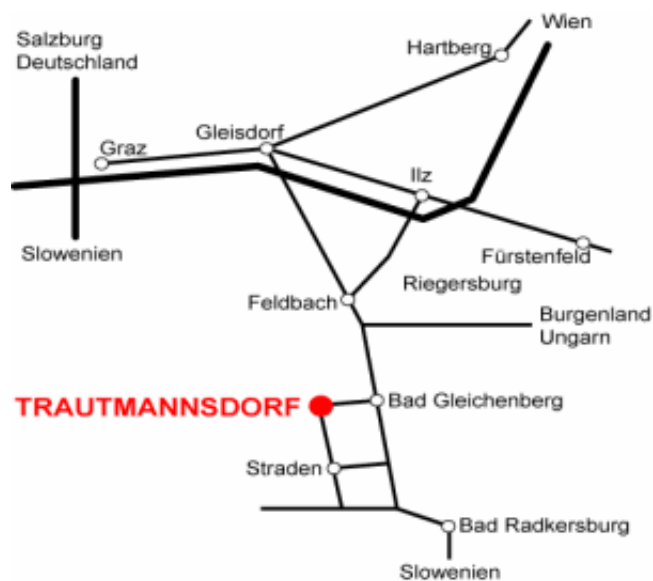 Wien
Salzburg
Deutschland
Hartberg
Gleisdorf
Graz
Ilz
Slowenien
Fürstenfeld
Riegersburg
Feldbach
Burgenland
Ungarn
TRAUTMANNSDORF
Bad Gleichenberg
Straden
Bad Radkersburg
Slowenien